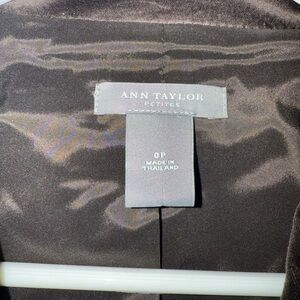 ANN TAYLOR
PETITES
0P
MADE IN
THAILAND